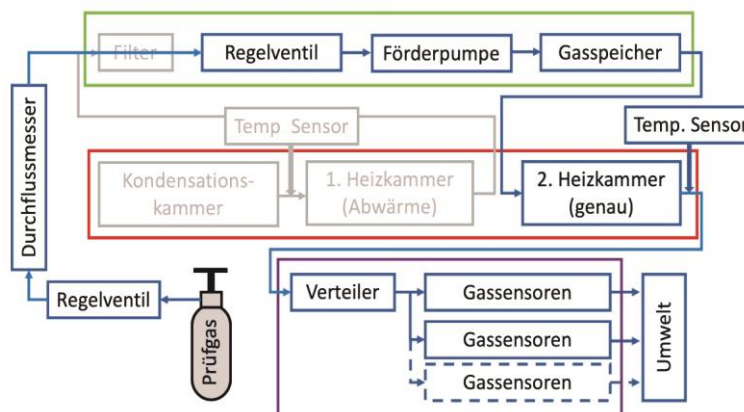 Filter
Regelventil
Förderpumpe
Gasspeicher
Temp Sensor
Temp. Sensor
Durchflussmesser
Kondensations-
kammer
1. Heizkammer
(Abwärme)
2. Heizkammer
(genau)
Regelventil
Prüfgas
Verteiler
Gassensoren
Gassensoren
Gassensoren
Umwelt